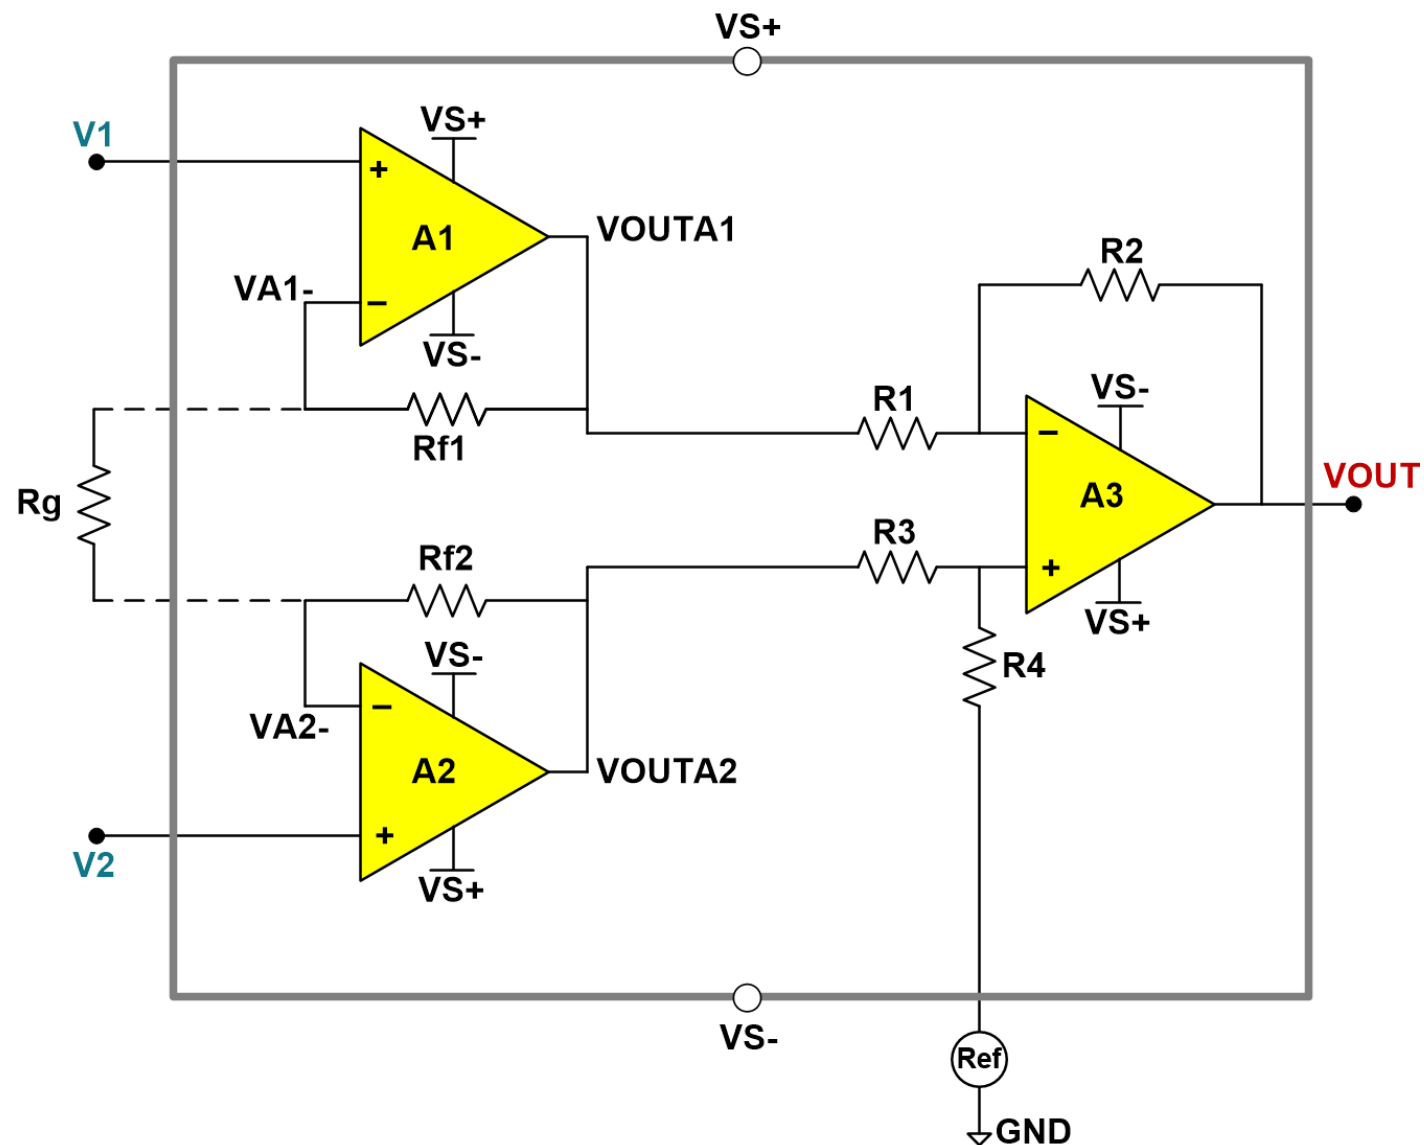 VS+
V1
VS+
+
A1
VOUTA1
VA1-
−
VS-
R2
Rf1
R1
VS-
−
Rg
A3
VOUT
Rf2
R3
+
VS+
VS-
R4
VA2-
−
A2
VOUTA2
+
V2
VS+
VS-
Ref
GND